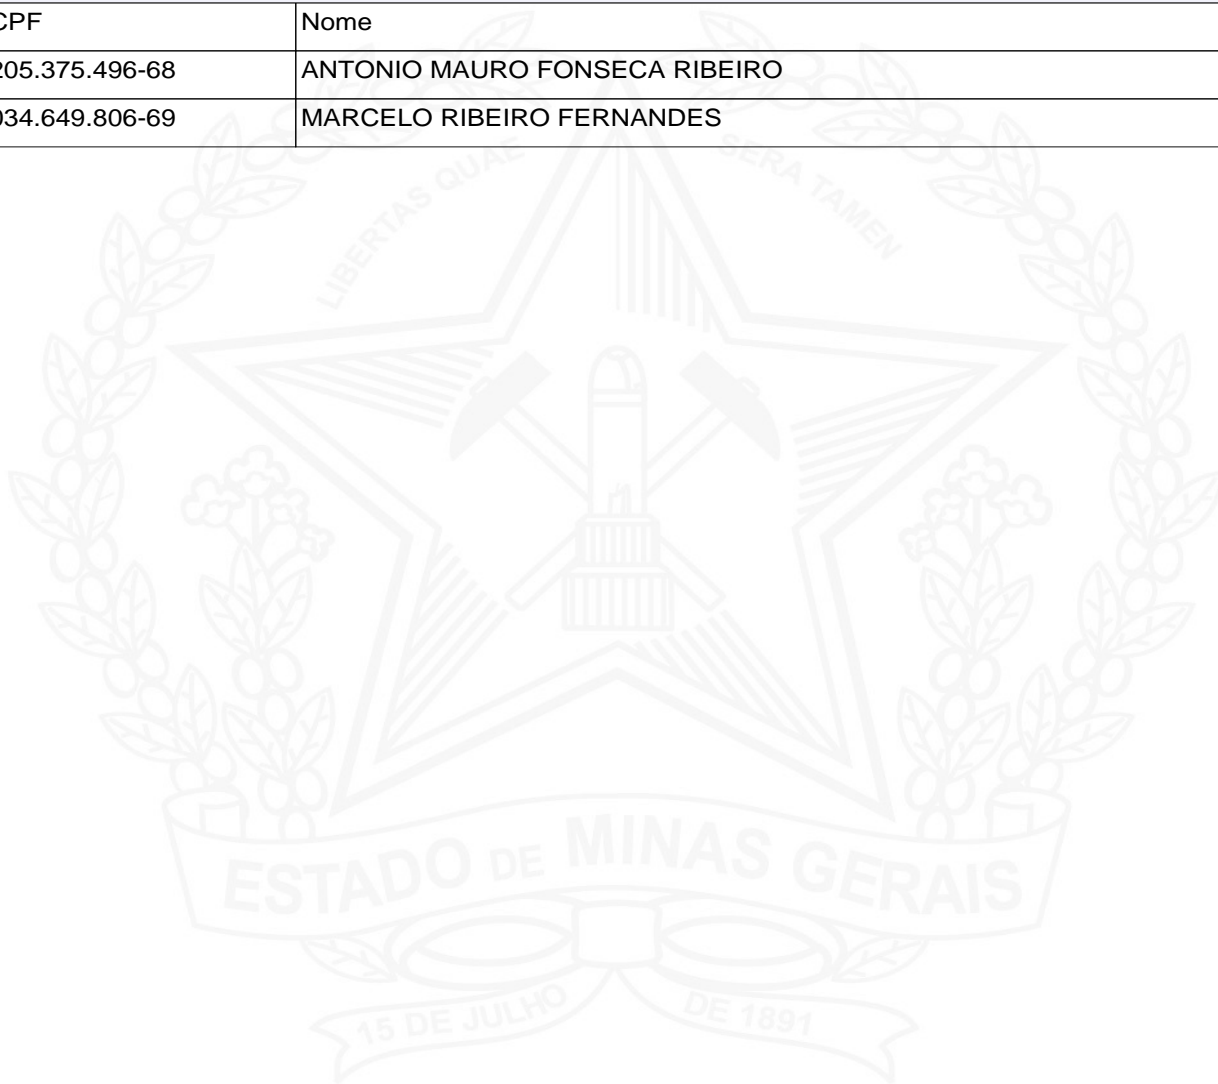 CPF Nome
205.375.496-68 ANTONIO MAURO FONSECA RIBEIRO
034.649.806-69 MARCELO RIBEIRO FERNANDES
LIBERTAS QUAE SERA TAMEN
ESTADO DE MINAS GERAIS
15 DE JULHO DE 1891